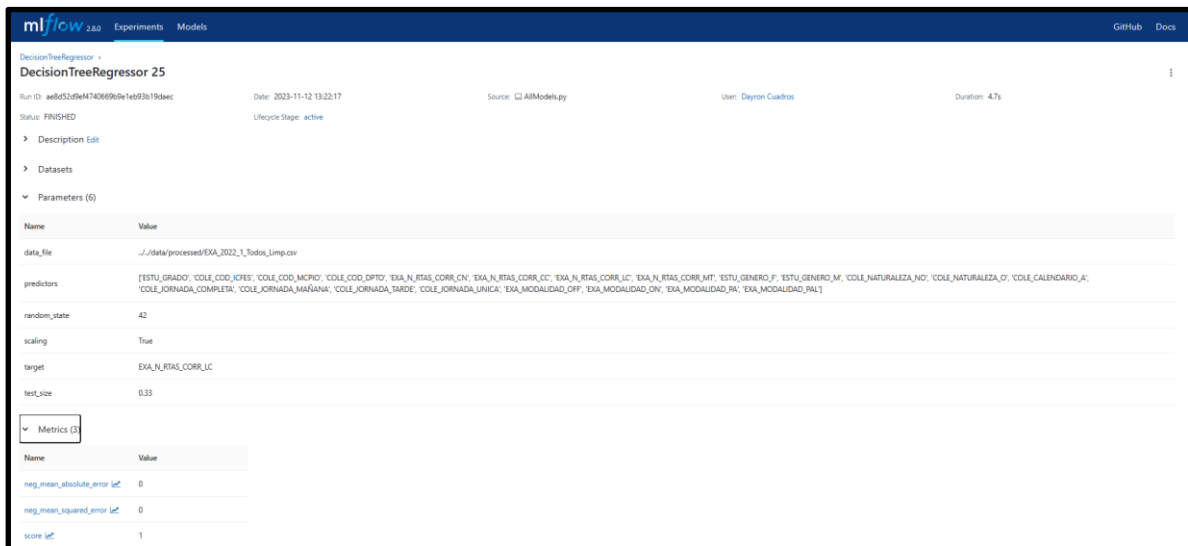 mlflow 2.8.0 Experiments Models GitHub Docs
DecisionTreeRegressor >
DecisionTreeRegressor 25
Run ID: ae8d52d9ef4740669b9e1eb93b19daec Date: 2023-11-12 13:22:17 Source: AllModels.py User: Dayron Cuadros Duration: 4.7s
Status: FINISHED Lifecycle Stage: active
Description Edit
Datasets
Parameters (6)
Name Value
data_file ../../data/processed/EXA_2022_1_Todos_Limp.csv
predictors ['ESTU_GRADO', 'COLE_COD_ICFES', 'COLE_COD_MCPIO', 'COLE_COD_DPTO', 'EXA_N_RTAS_CORR_CN', 'EXA_N_RTAS_CORR_CC', 'EXA_N_RTAS_CORR_LC', 'EXA_N_RTAS_CORR_MT', 'ESTU_GENERO_F', 'ESTU_GENERO_M', 'COLE_NATURALEZA_NO', 'COLE_NATURALEZA_O', 'COLE_CALENDARIO_A',
'COLE_JORNADA_COMPLETA', 'COLE_JORNADA_MAÑANA', 'COLE_JORNADA_TARDE', 'COLE_JORNADA_UNICA', 'EXA_MODALIDAD_OFF', 'EXA_MODALIDAD_ON', 'EXA_MODALIDAD_PA', 'EXA_MODALIDAD_PAL']
random_state 42
scaling True
target EXA_N_RTAS_CORR_LC
test_size 0.33
Metrics (3)
Name Value
neg_mean_absolute_error 0
neg_mean_squared_error 0
score 1